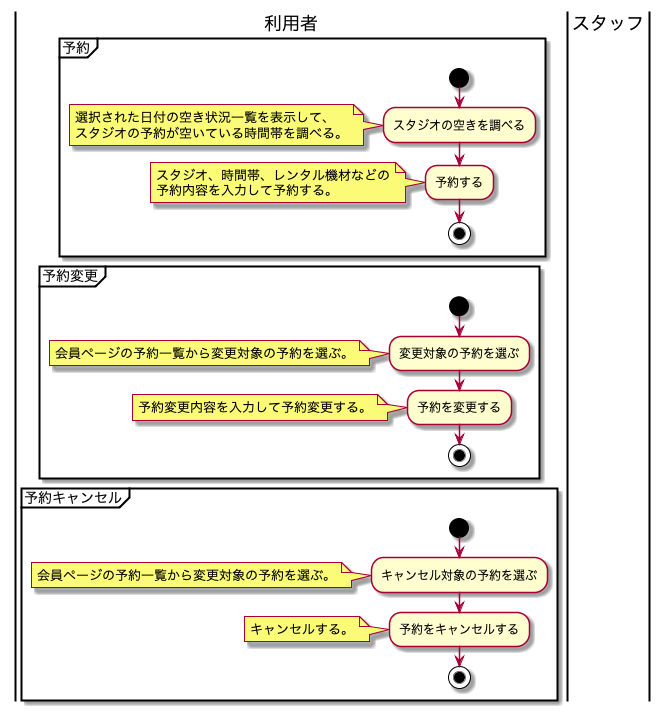 利用者
スタッフ
予約
選択された日付の空き状況一覧を表示して、
スタジオの予約が空いている時間帯を調べる。
スタジオの空きを調べる
スタジオ、時間帯、レンタル機材などの
予約内容を入力して予約する。
予約する
予約変更
会員ページの予約一覧から変更対象の予約を選ぶ。
変更対象の予約を選ぶ
予約変更内容を入力して予約変更する。
予約を変更する
予約キャンセル
会員ページの予約一覧から変更対象の予約を選ぶ。
キャンセル対象の予約を選ぶ
キャンセルする。
予約をキャンセルする